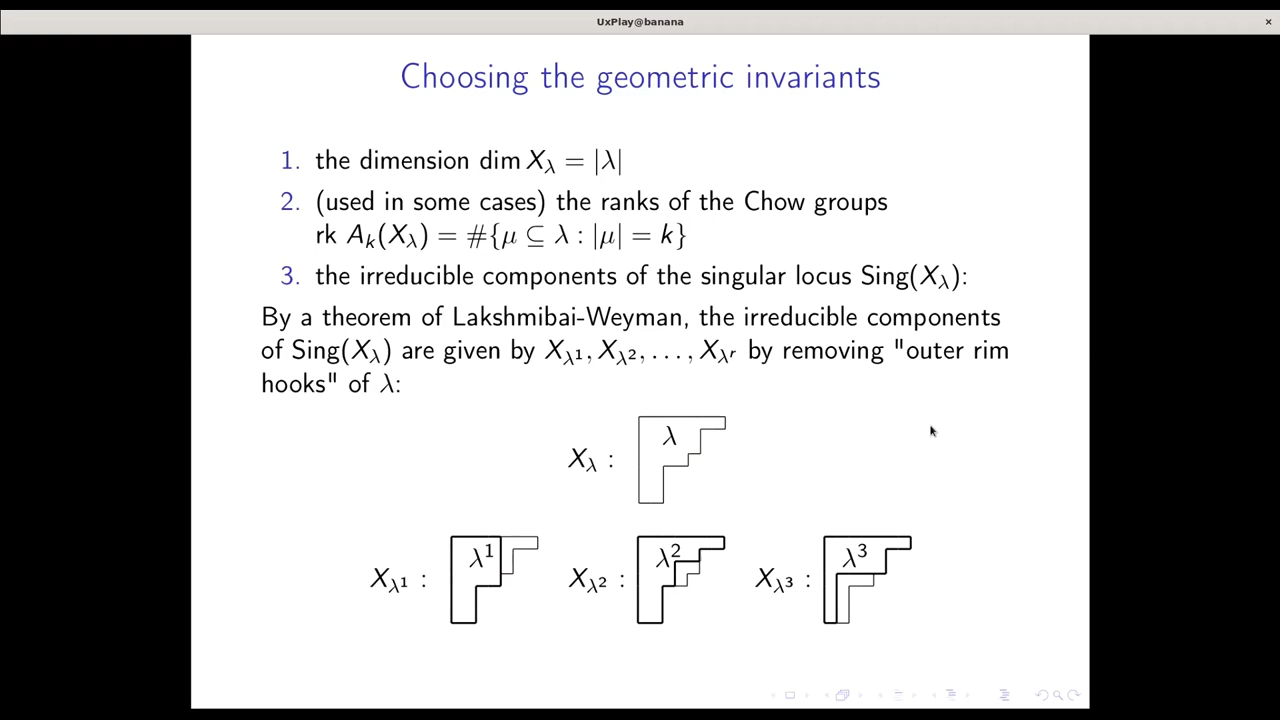 UxPlay@banana
×
Choosing the geometric invariants
1. the dimension dim X_λ = |λ|
2. (used in some cases) the ranks of the Chow groups
rk A_k(X_λ) = #{μ ⊆ λ : |μ| = k}
3. the irreducible components of the singular locus Sing(X_λ):
By a theorem of Lakshmibai-Weyman, the irreducible components
of Sing(X_λ) are given by X_{λ^1}, X_{λ^2}, . . . , X_{λ^r} by removing "outer rim
hooks" of λ:
X_λ : λ
X_{λ^1} : λ^1 X_{λ^2} : λ^2 X_{λ^3} : λ^3